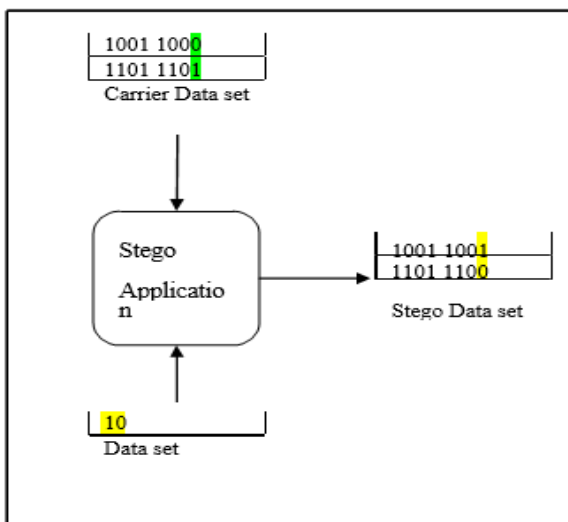 1001 1000
1101 1101
Carrier Data set
Stego
Applicatio
n
1001 1001
1101 1100
Stego Data set
10
Data set